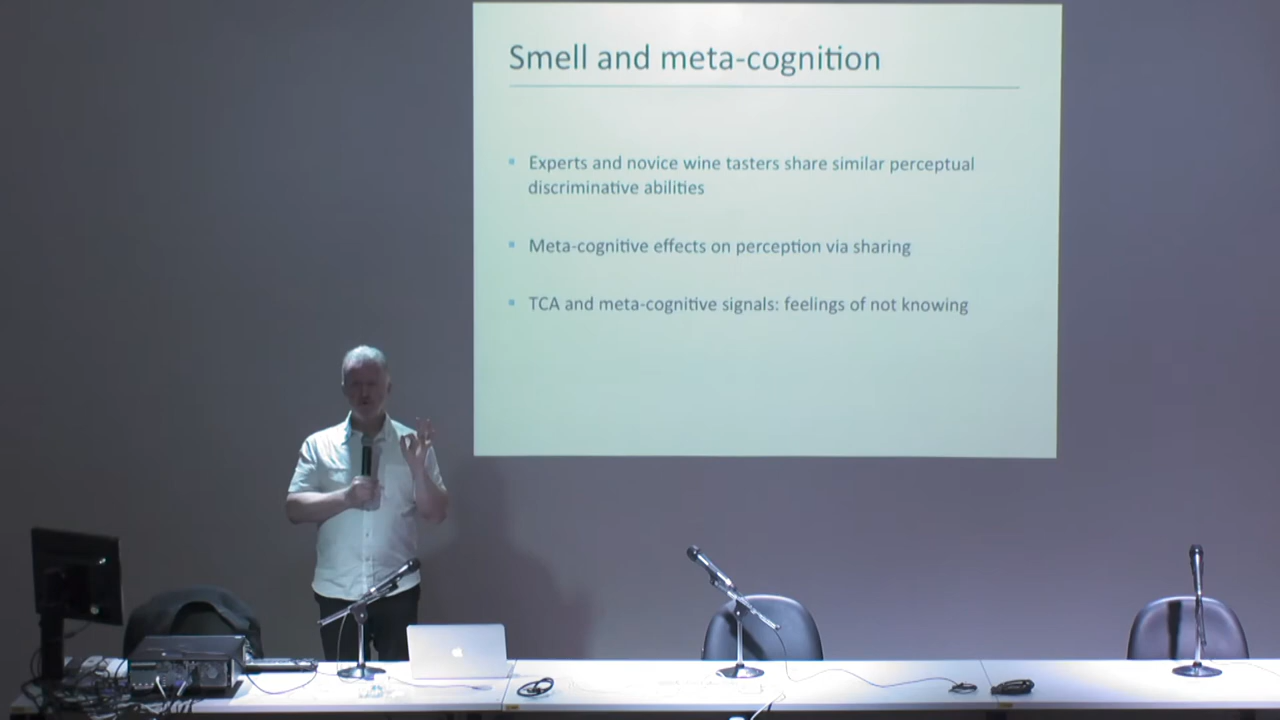 Smell and meta-cognition
Experts and novice wine tasters share similar perceptual
discriminative abilities
Meta-cognitive effects on perception via sharing
TCA and meta-cognitive signals: feelings of not knowing